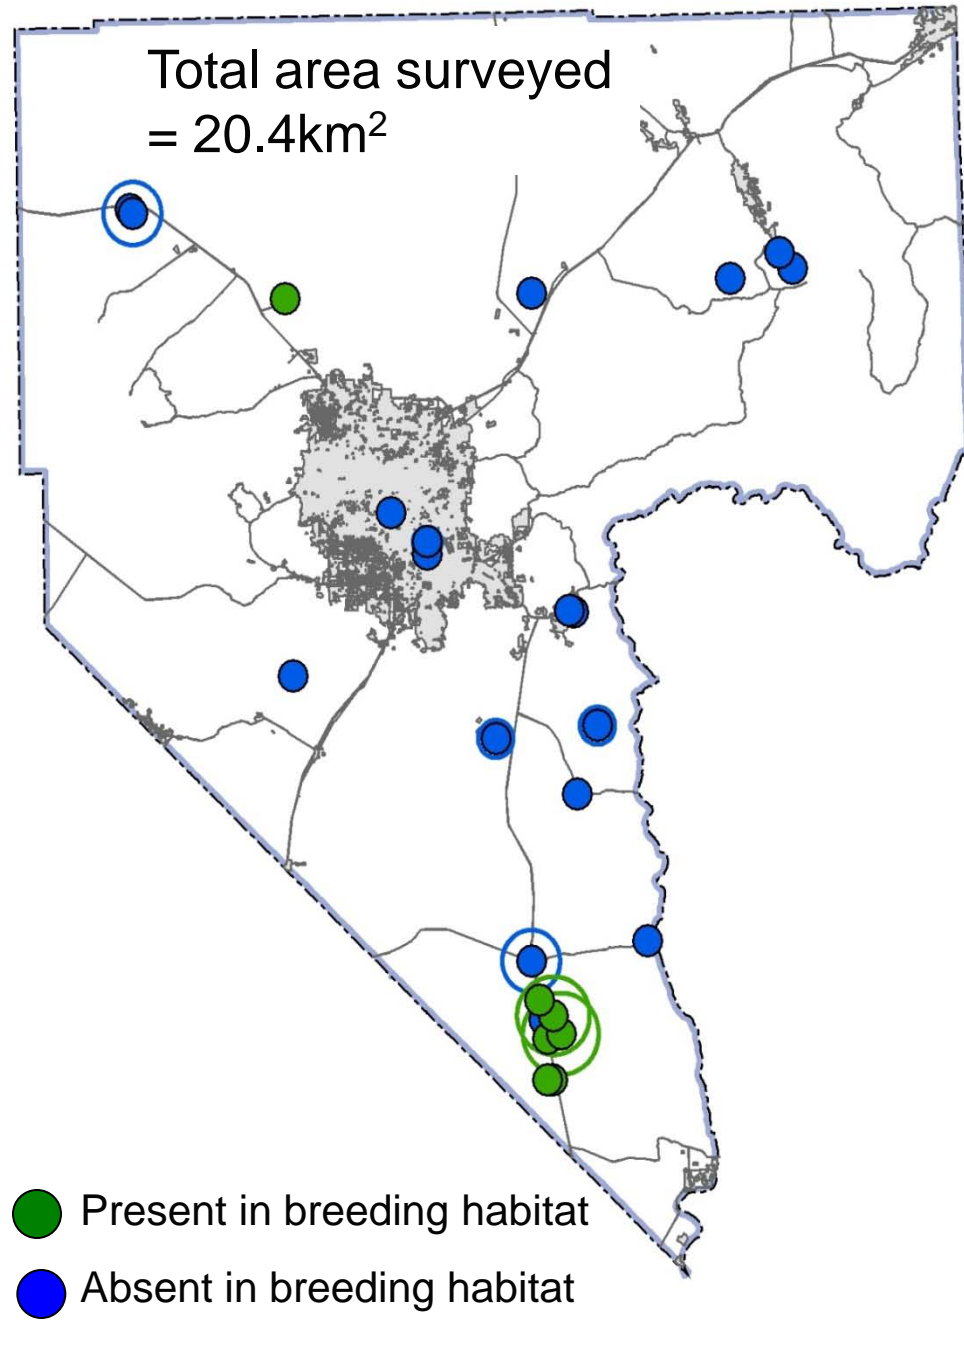 Total area surveyed
= 20.4km²
Present in breeding habitat
Absent in breeding habitat